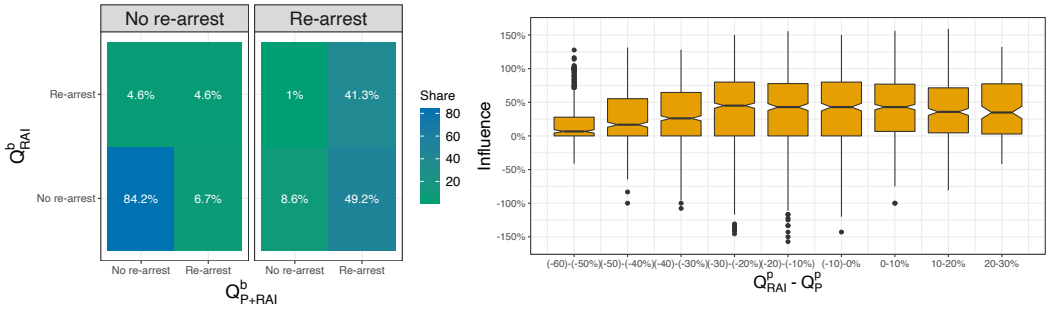 No re-arrest Re-arrest
Re-arrest
4.6% 4.6% 1% 41.3%
No re-arrest
84.2% 6.7% 8.6% 49.2%
No re-arrest Re-arrest No re-arrest Re-arrest
Q^b_RAI
Q^b_P+RAI
Share
80
60
40
20
Influence
150%
100%
50%
0%
-50%
-100%
-150%
(-60)-(-50%) (-50)-(-40%) (-40)-(-30%) (-30)-(-20%) (-20)-(-10%) (-10)-0% 0-10% 10-20% 20-30%
Q^p_RAI - Q^p_P